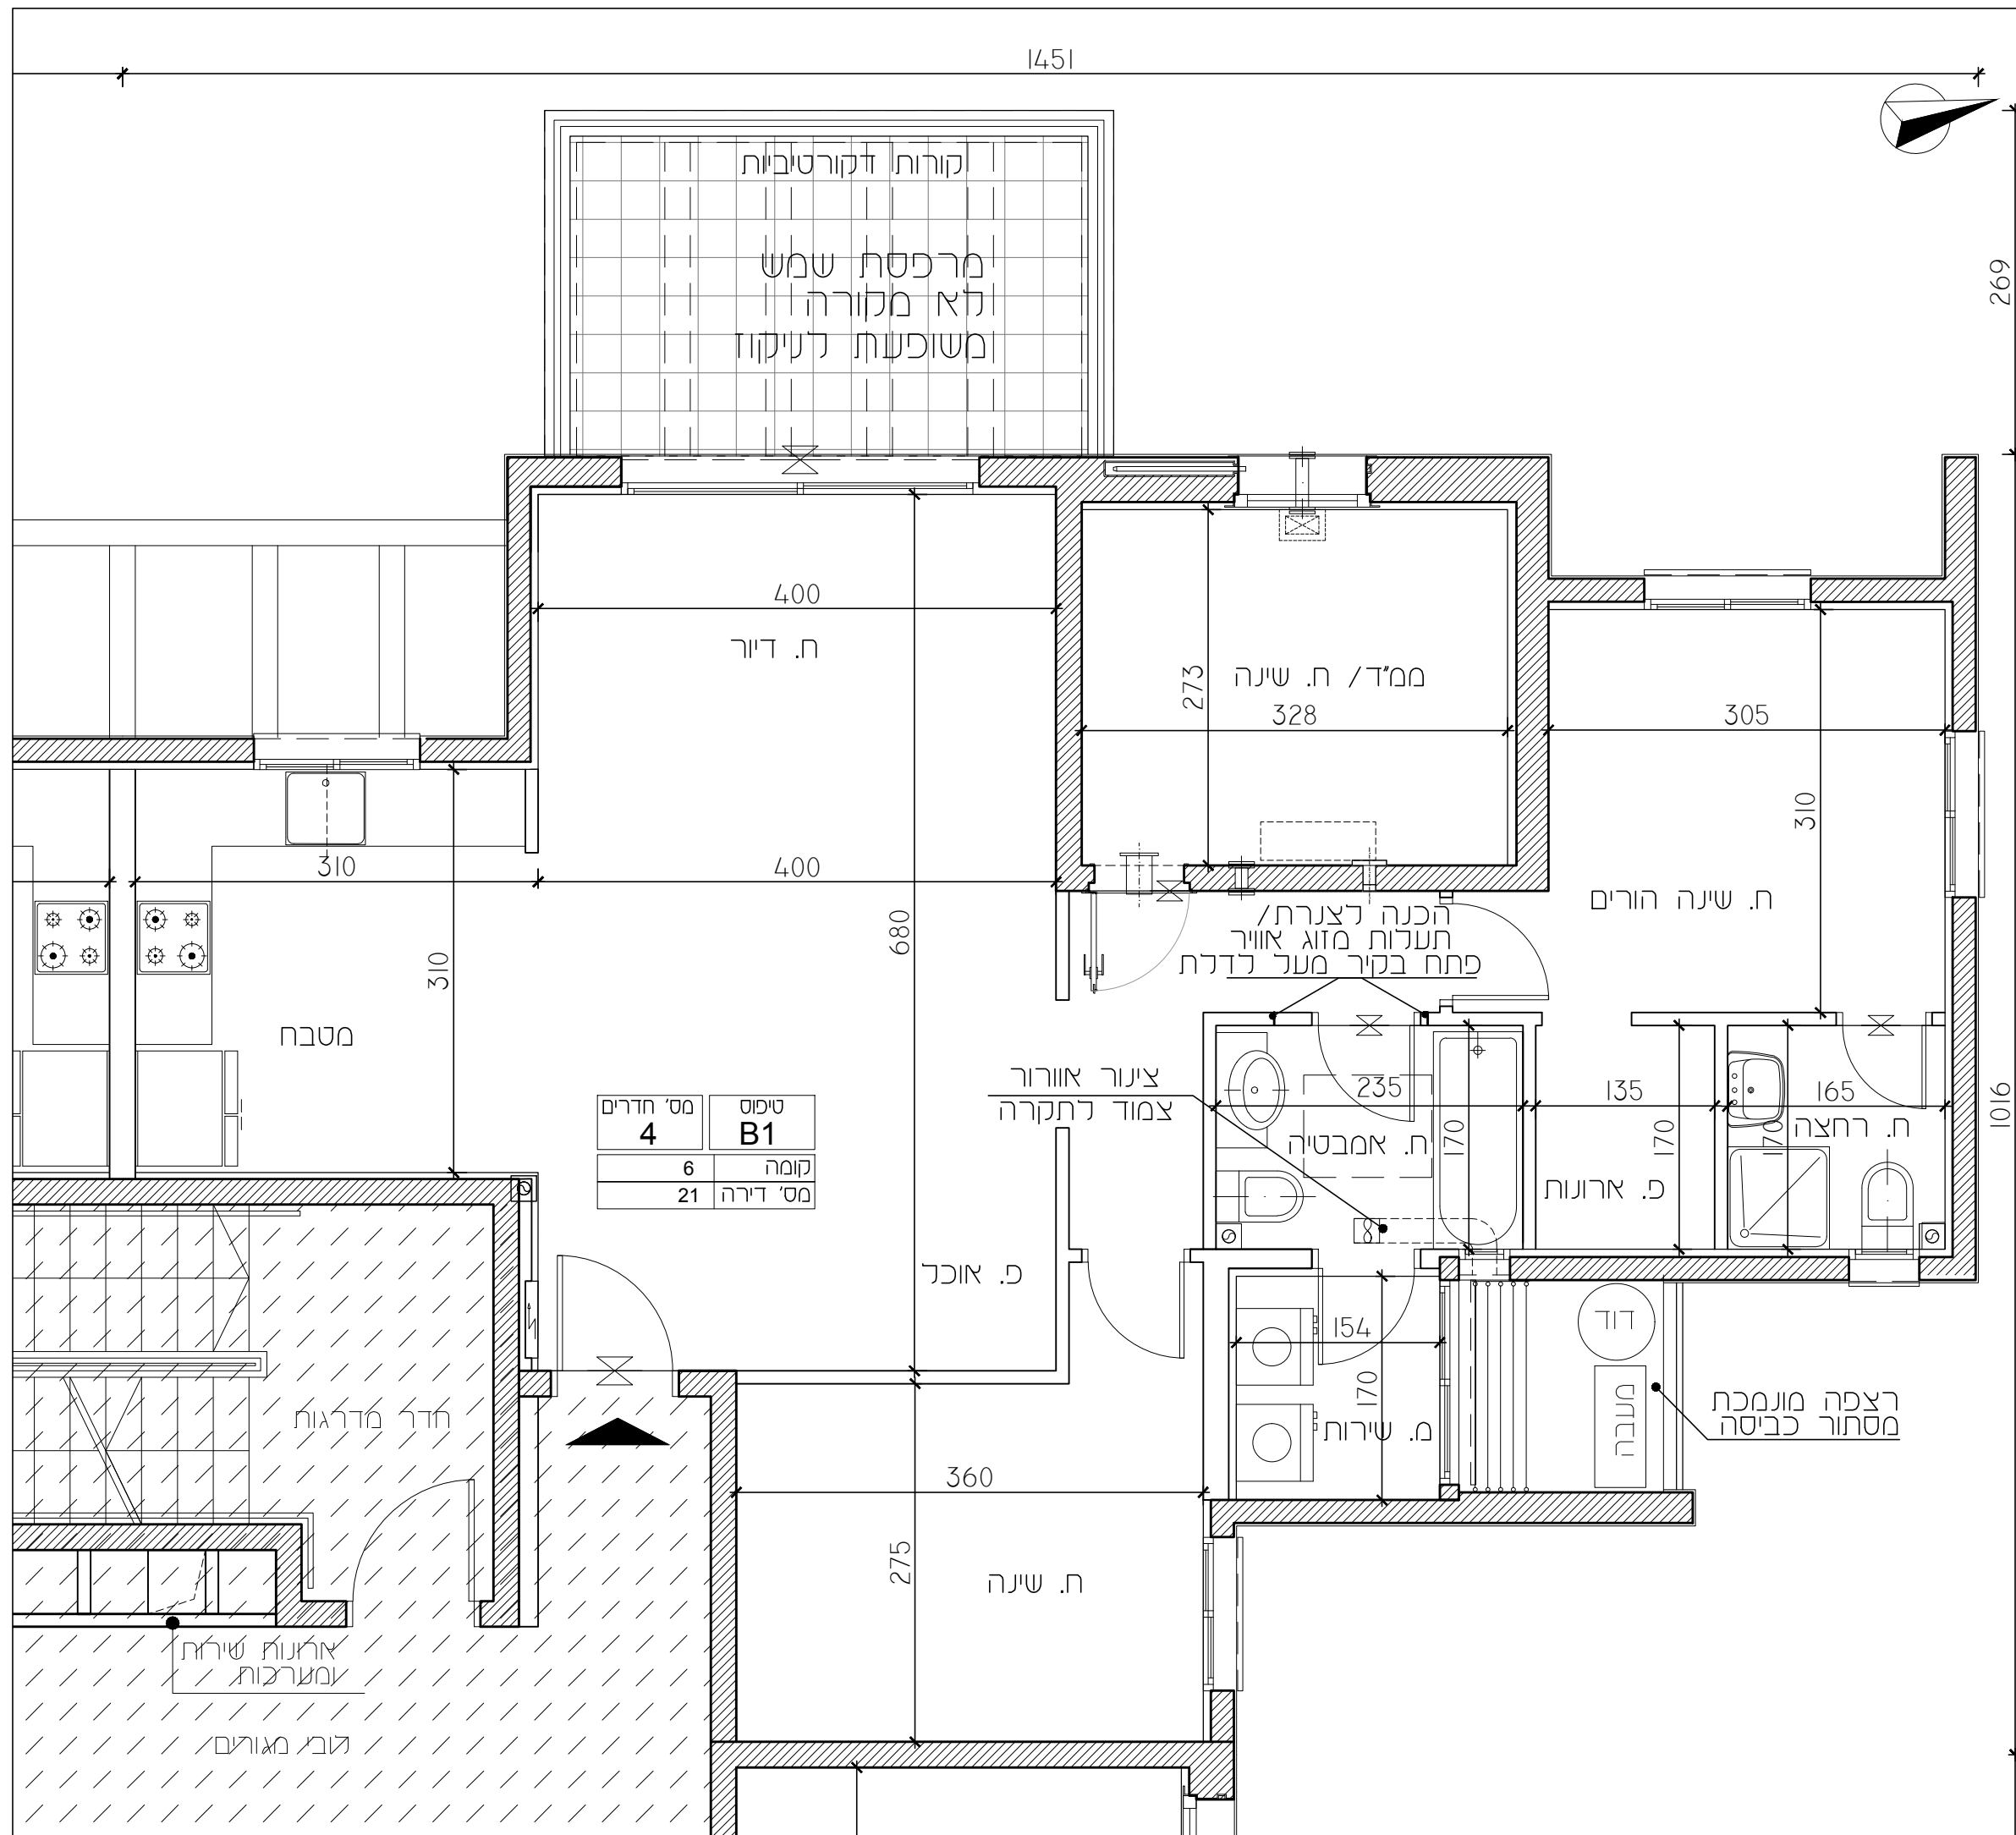 1451
קורות דקורטיביות
מרפסת שמש
לא מקורה
משופעת לניקוז
269
400
ח. דיור
ממ"ד/ ח. שינה
273
328
305
310
310
400
680
310
ח. שינה הורים
הכנה לצנרת/
תעלות מזוג אוויר
פתח בקיר מעל לדלת
מטבח
צינור אוורור
צמוד לתקרה
235
135
165
1016
טיפוס
B1
מס' חדרים
4
קומה 6
מס' דירה 21
ח. אמבטיה
170
170
170
ח. רחצה
פ. ארונות
פ. אוכל
154
170
מ. שירות
דוד
מעבה
רצפה מונמכת
מסתור כביסה
חדר מדרגות
360
275
ח. שינה
ארונות שירות
ומערכות
לובי מגורים